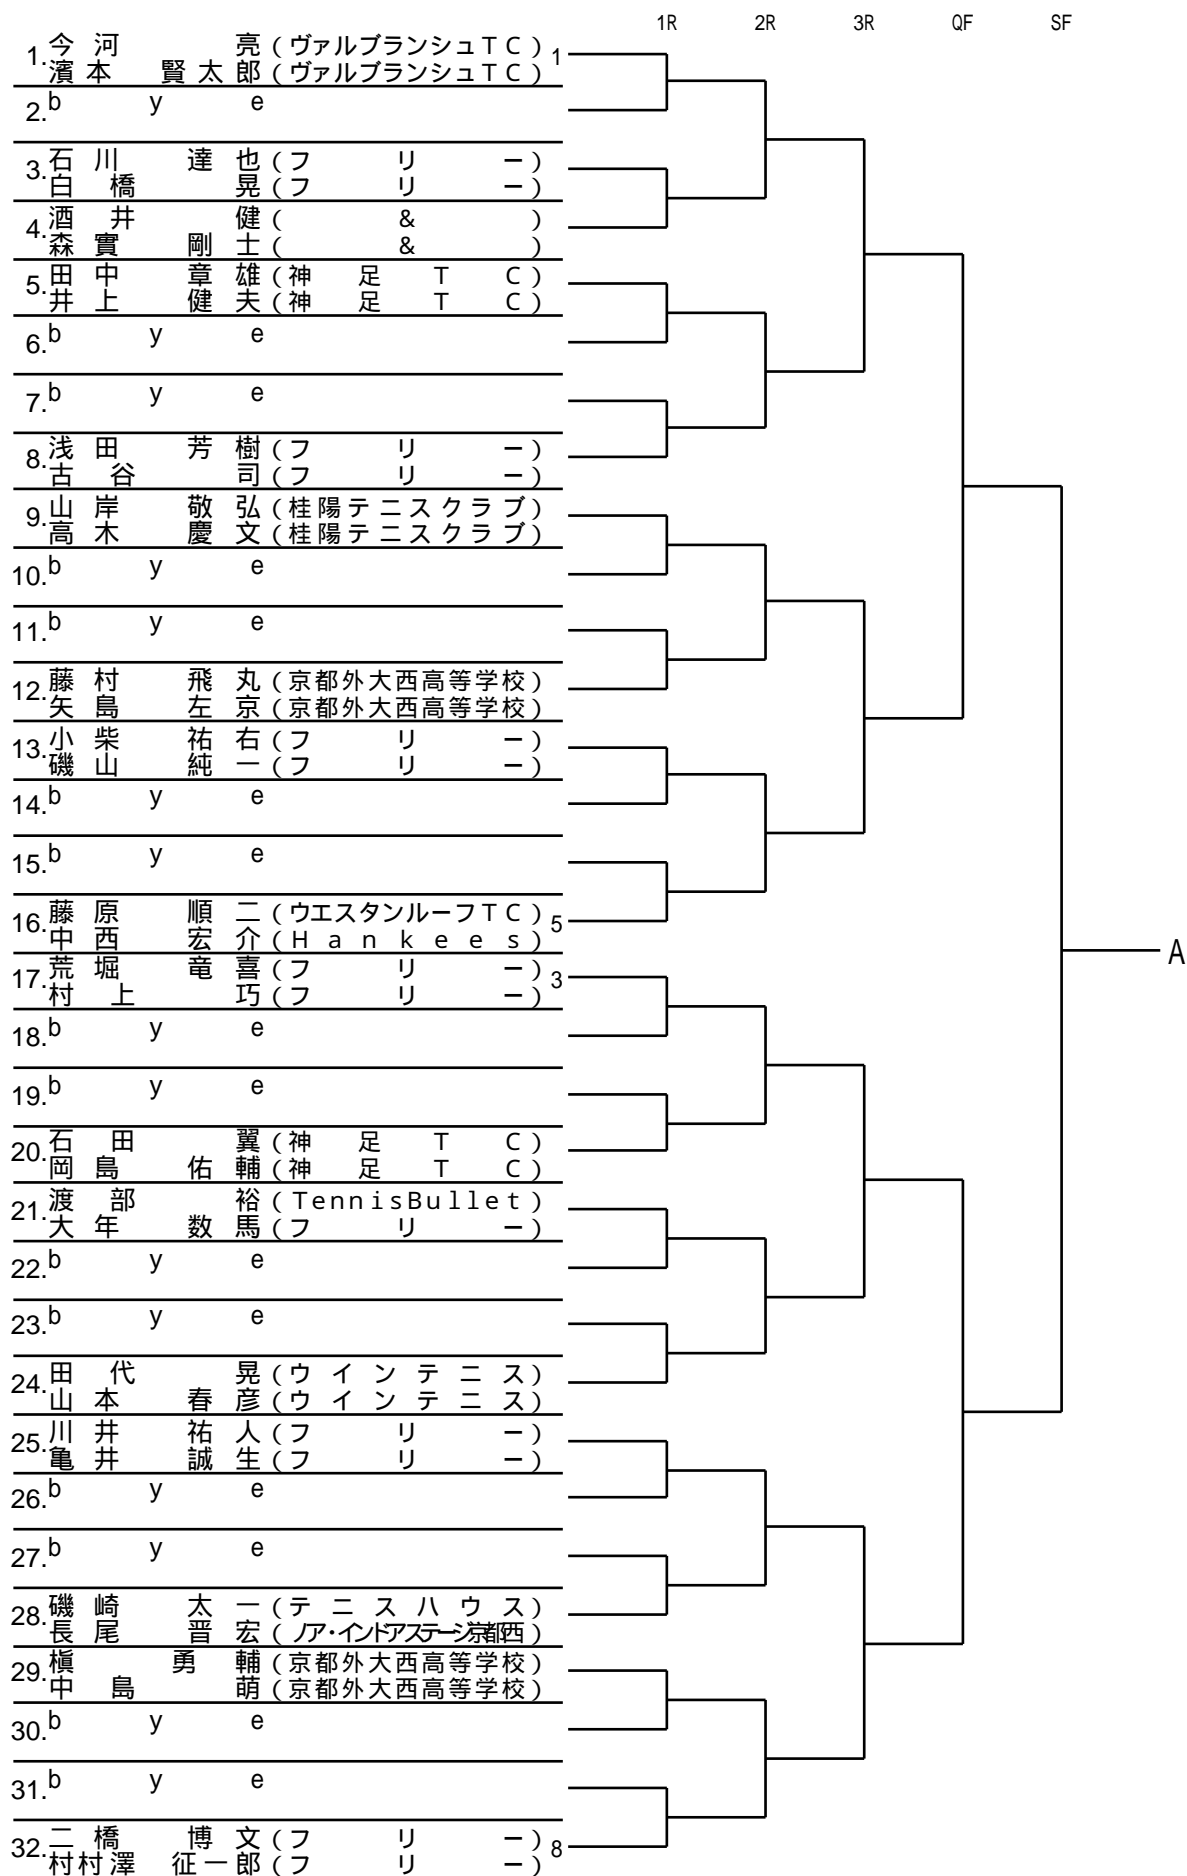 1R 2R 3R QF SF
1. 今河 亮 (ヴァルブランシュTC) 1
濱本 賢太郎 (ヴァルブランシュTC)
2. bye
3. 石川 達也 (フリー)
白橋 晃 (フリー)
4. 酒井 健 ( & )
森實 剛士 ( & )
5. 田中 章雄 (神足TC)
井上 健夫 (神足TC)
6. bye
7. bye
8. 浅田 芳樹 (フリー)
古谷 司 (フリー)
9. 山岸 敬弘 (桂陽テニスクラブ)
高木 慶文 (桂陽テニスクラブ)
10. bye
11. bye
12. 藤村 飛丸 (京都外大西高等学校)
矢島 左京 (京都外大西高等学校)
13. 小柴 祐右 (フリー)
磯山 純一 (フリー)
14. bye
15. bye
16. 藤原 順二 (ウエスタンルーフTC) 5
中西 宏介 (Hankees)
A
17. 荒堀 竜喜 (フリー) 3
村上 巧 (フリー)
18. bye
19. bye
20. 石田 翼 (神足TC)
岡島 佑輔 (神足TC)
21. 渡部 裕 (TennisBullet)
大年 数馬 (フリー)
22. bye
23. bye
24. 田代 晃 (ウインテニス)
山本 春彦 (ウインテニス)
25. 川井 祐人 (フリー)
亀井 誠生 (フリー)
26. bye
27. bye
28. 磯崎 太一 (テニスハウス)
長尾 晋宏 (ノア・インドアステージ京都西)
29. 槇 勇輔 (京都外大西高等学校)
中島 萌 (京都外大西高等学校)
30. bye
31. bye
32. 二橋 博文 (フリー) 8
村村澤 征一郎 (フリー)